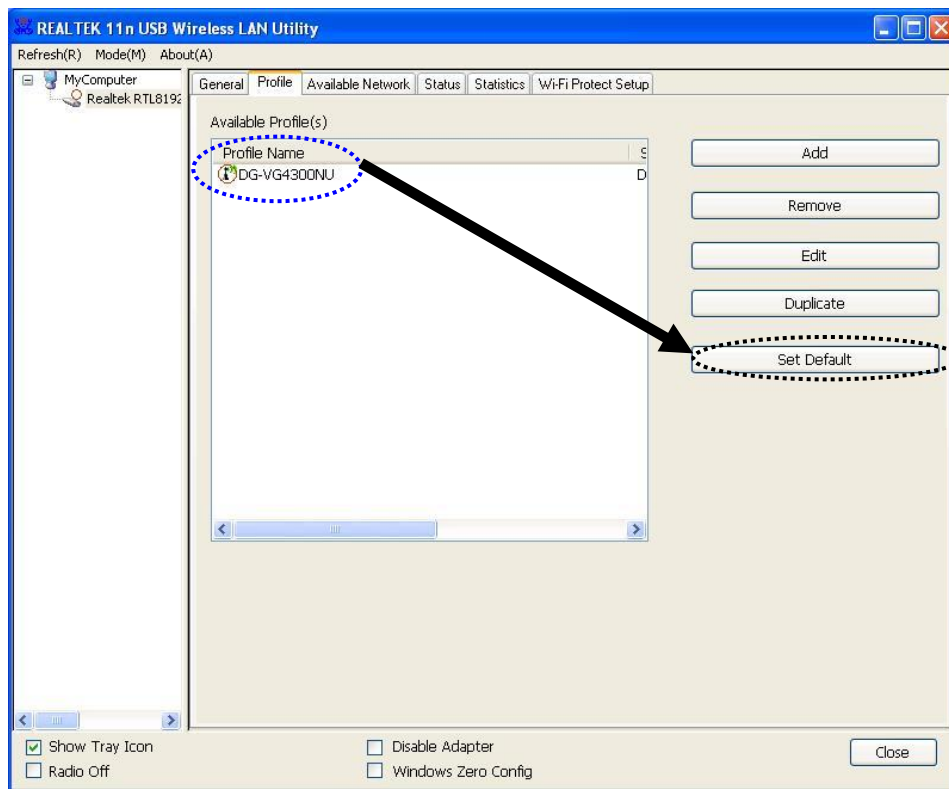 REALTEK 11n USB Wireless LAN Utility
Refresh(R) Mode(M) About(A)
MyComputer
Realtek RTL8192
General Profile Available Network Status Statistics Wi-Fi Protect Setup
Available Profile(s)
Profile Name S
DG-VG4300NU D
Add
Remove
Edit
Duplicate
Set Default
Show Tray Icon
Radio Off
Disable Adapter
Windows Zero Config
Close